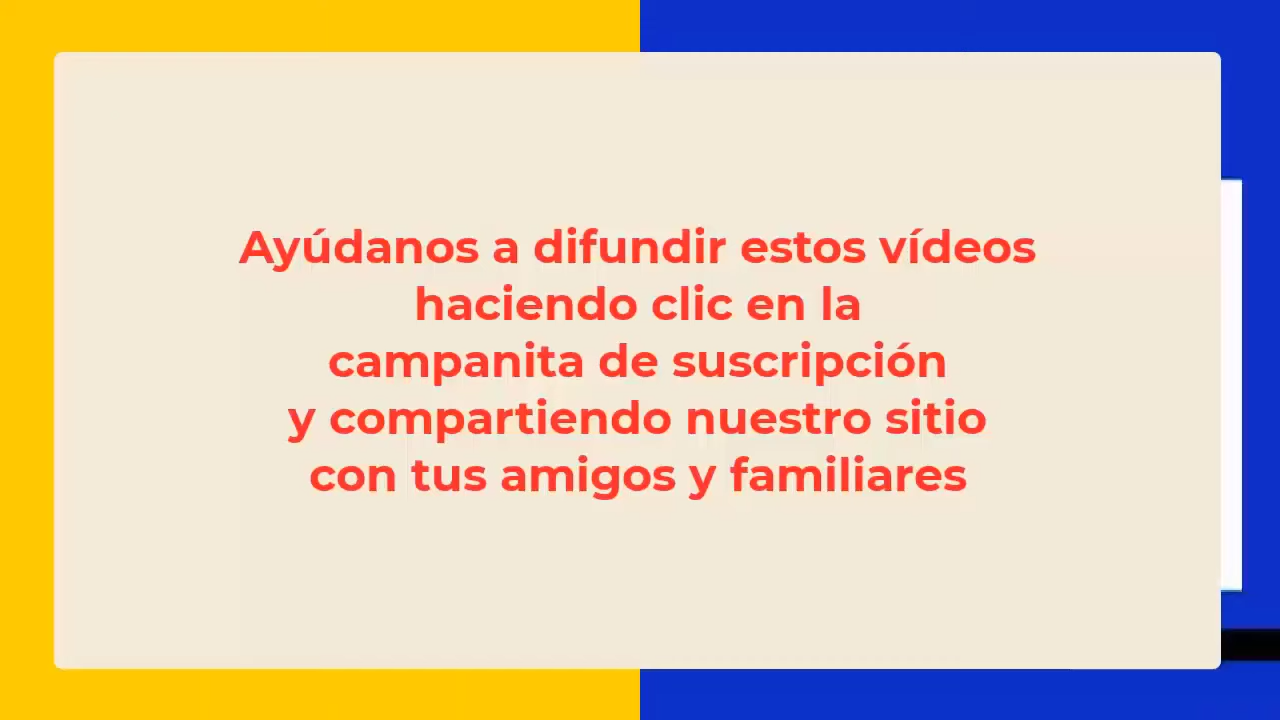 Ayúdanos a difundir estos vídeos
haciendo clic en la
campanita de suscripción
y compartiendo nuestro sitio
con tus amigos y familiares